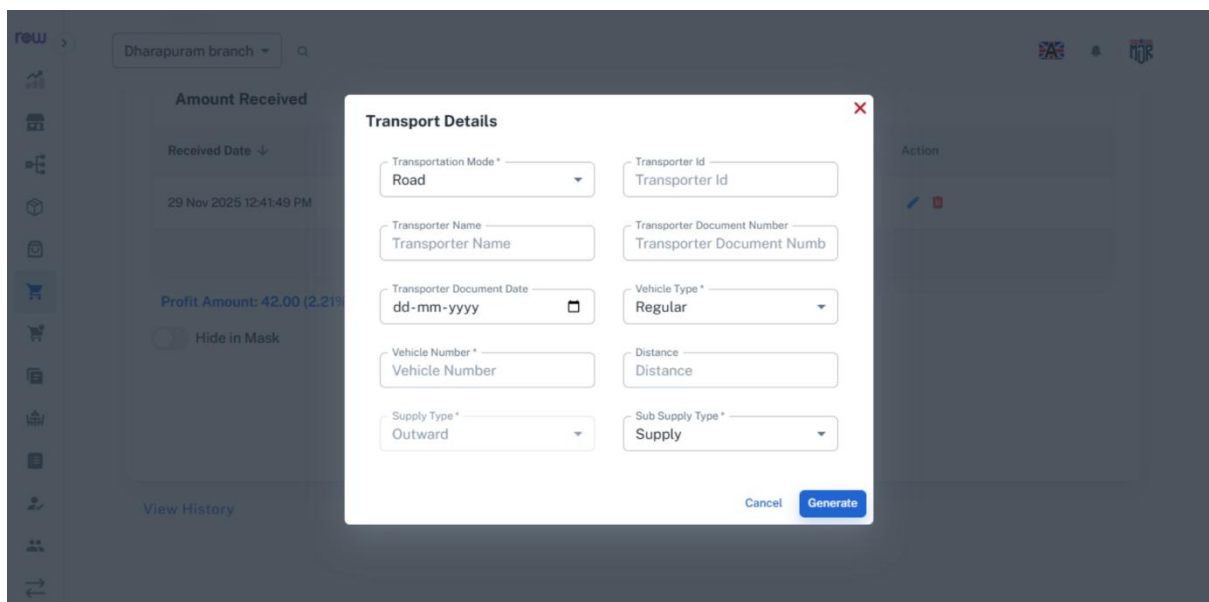 row
Dharapuram branch
A
MJR
Amount Received
Received Date ↓
Action
29 Nov 2025 12:41:49 PM
Profit Amount: 42.00 (2.21%
Hide in Mask
View History
Transport Details
Transportation Mode *
Road
Transporter Id
Transporter Id
Transporter Name
Transporter Name
Transporter Document Number
Transporter Document Numb
Transporter Document Date
dd-mm-yyyy
Vehicle Type *
Regular
Vehicle Number *
Vehicle Number
Distance
Distance
Supply Type *
Outward
Sub Supply Type *
Supply
Cancel
Generate